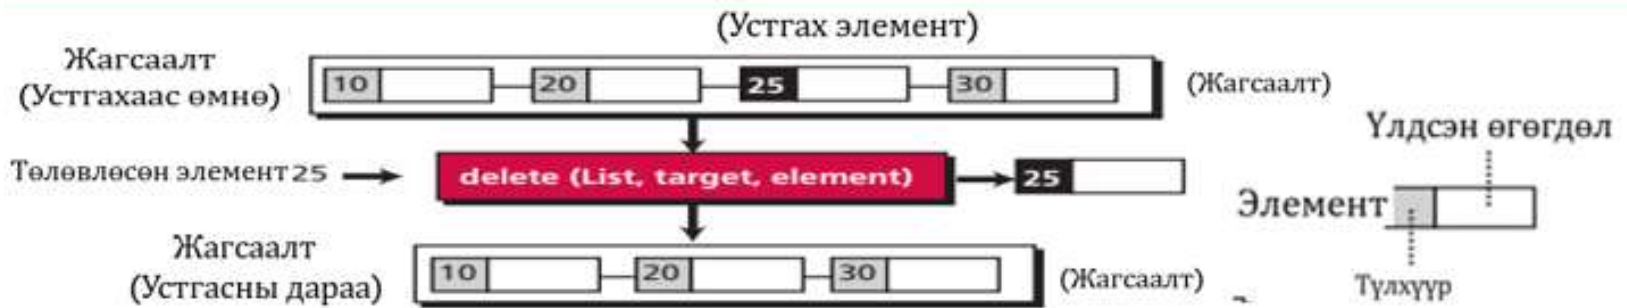 (Устгах элемент)
Жагсаалт
(Устгахаас өмнө)
10 20 25 30
(Жагсаалт)
Төлөвлөсөн элемент 25
delete (List, target, element)
25
Жагсаалт
(Устгасны дараа)
10 20 30
(Жагсаалт)
Үлдсэн өгөгдөл
Элемент
Түлхүүр